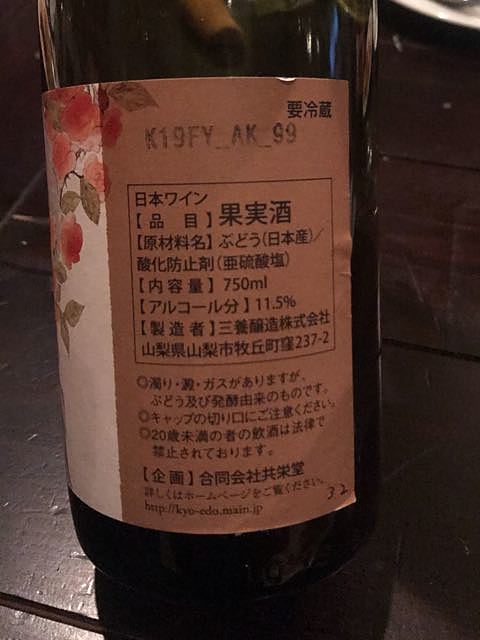 要冷蔵
K19FY_AK_99
日本ワイン
【品 目】果実酒
【原材料名】ぶどう(日本産)／
酸化防止剤(亜硫酸塩)
【内 容 量】750ml
【アルコール分】11.5%
【製 造 者】三養醸造株式会社
山梨県山梨市牧丘町窪237-2
◎濁り・澱・ガスがありますが、
ぶどう及び発酵由来のものです。
◎キャップの切り口にご注意ください。
◎20歳未満の者の飲酒は法律で
禁止されております。
【企画】合同会社共栄堂
詳しくはホームページをご覧ください。
http://kyo-edo.main.jp
32